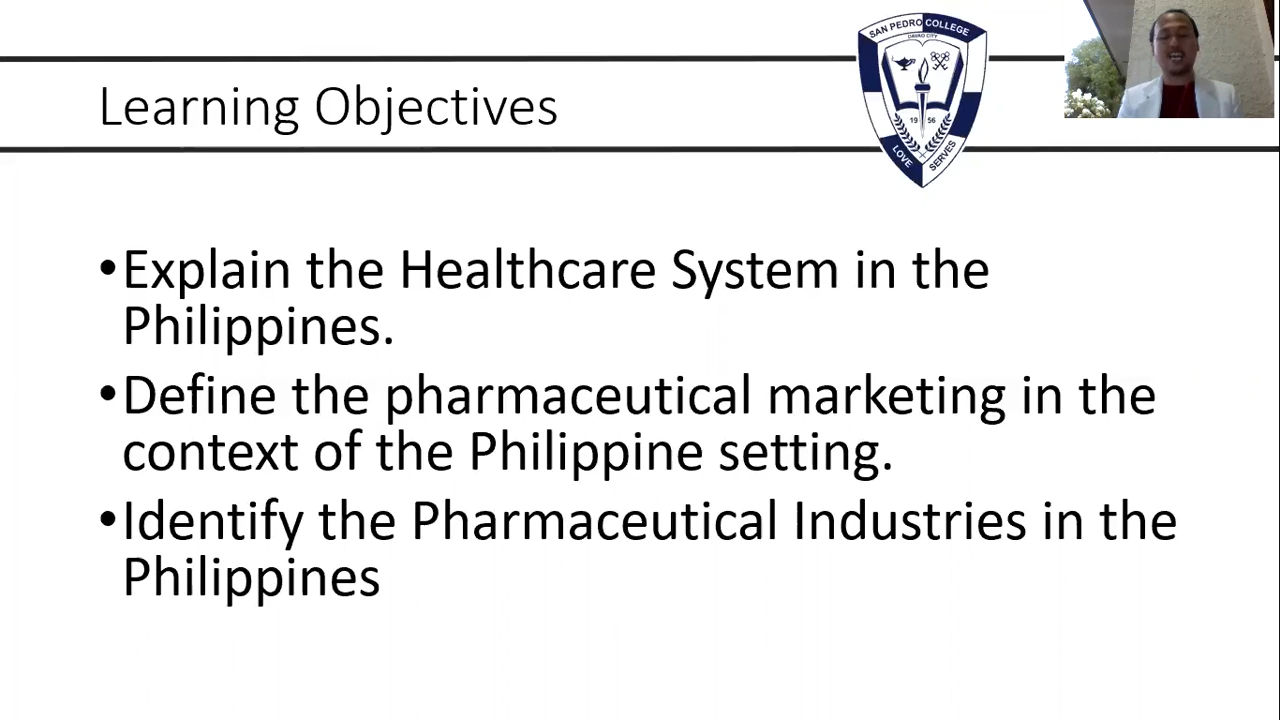 SAN PEDRO COLLEGE
DAVAO CITY
Learning Objectives
19 56
LOVE SERVES
•Explain the Healthcare System in the
Philippines.
•Define the pharmaceutical marketing in the
context of the Philippine setting.
•Identify the Pharmaceutical Industries in the
Philippines